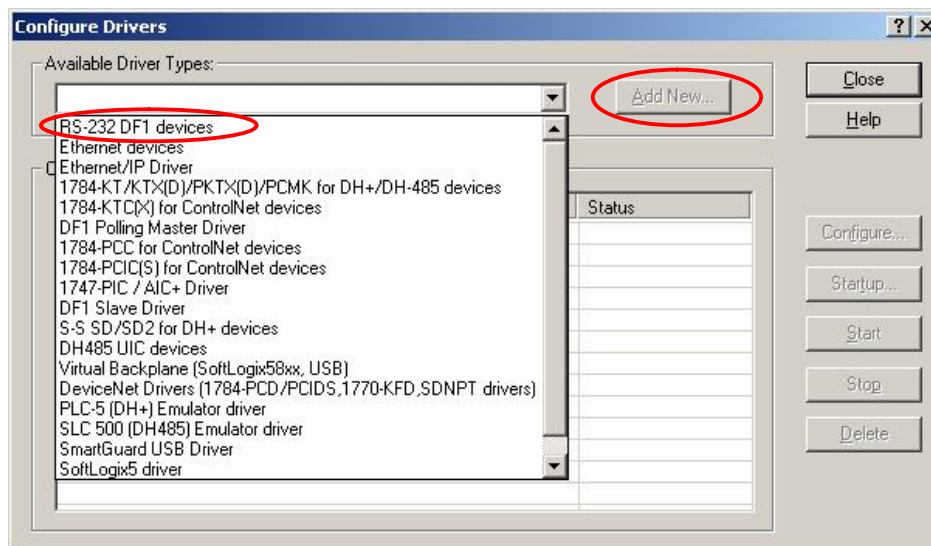 Configure Drivers
Available Driver Types:
Add New...
Close
Help
RS-232 DF1 devices
Ethernet devices
Ethernet/IP Driver
1784-KT/KTX(D)/PKTX(D)/PCMK for DH+/DH-485 devices
1784-KTC(X) for ControlNet devices
DF1 Polling Master Driver
1784-PCC for ControlNet devices
1784-PCIC(S) for ControlNet devices
1747-PIC / AIC+ Driver
DF1 Slave Driver
S-S SD/SD2 for DH+ devices
DH485 UIC devices
Virtual Backplane (SoftLogix58xx, USB)
DeviceNet Drivers (1784-PCD/PCIDS,1770-KFD,SDNPT drivers)
PLC-5 (DH+) Emulator driver
SLC 500 (DH485) Emulator driver
SmartGuard USB Driver
SoftLogix5 driver
Status
Configure...
Startup...
Start
Stop
Delete